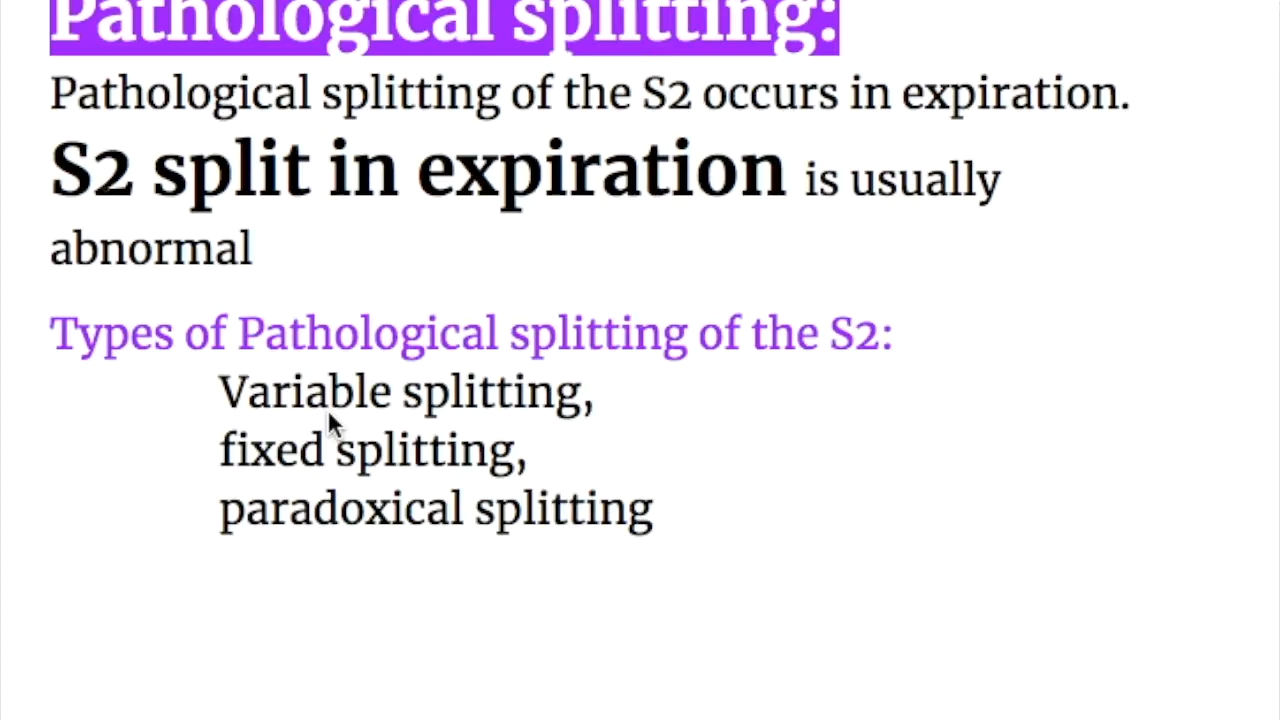 Pathological splitting:
Pathological splitting of the S2 occurs in expiration.
S2 split in expiration is usually
abnormal
Types of Pathological splitting of the S2:
Variable splitting,
fixed splitting,
paradoxical splitting